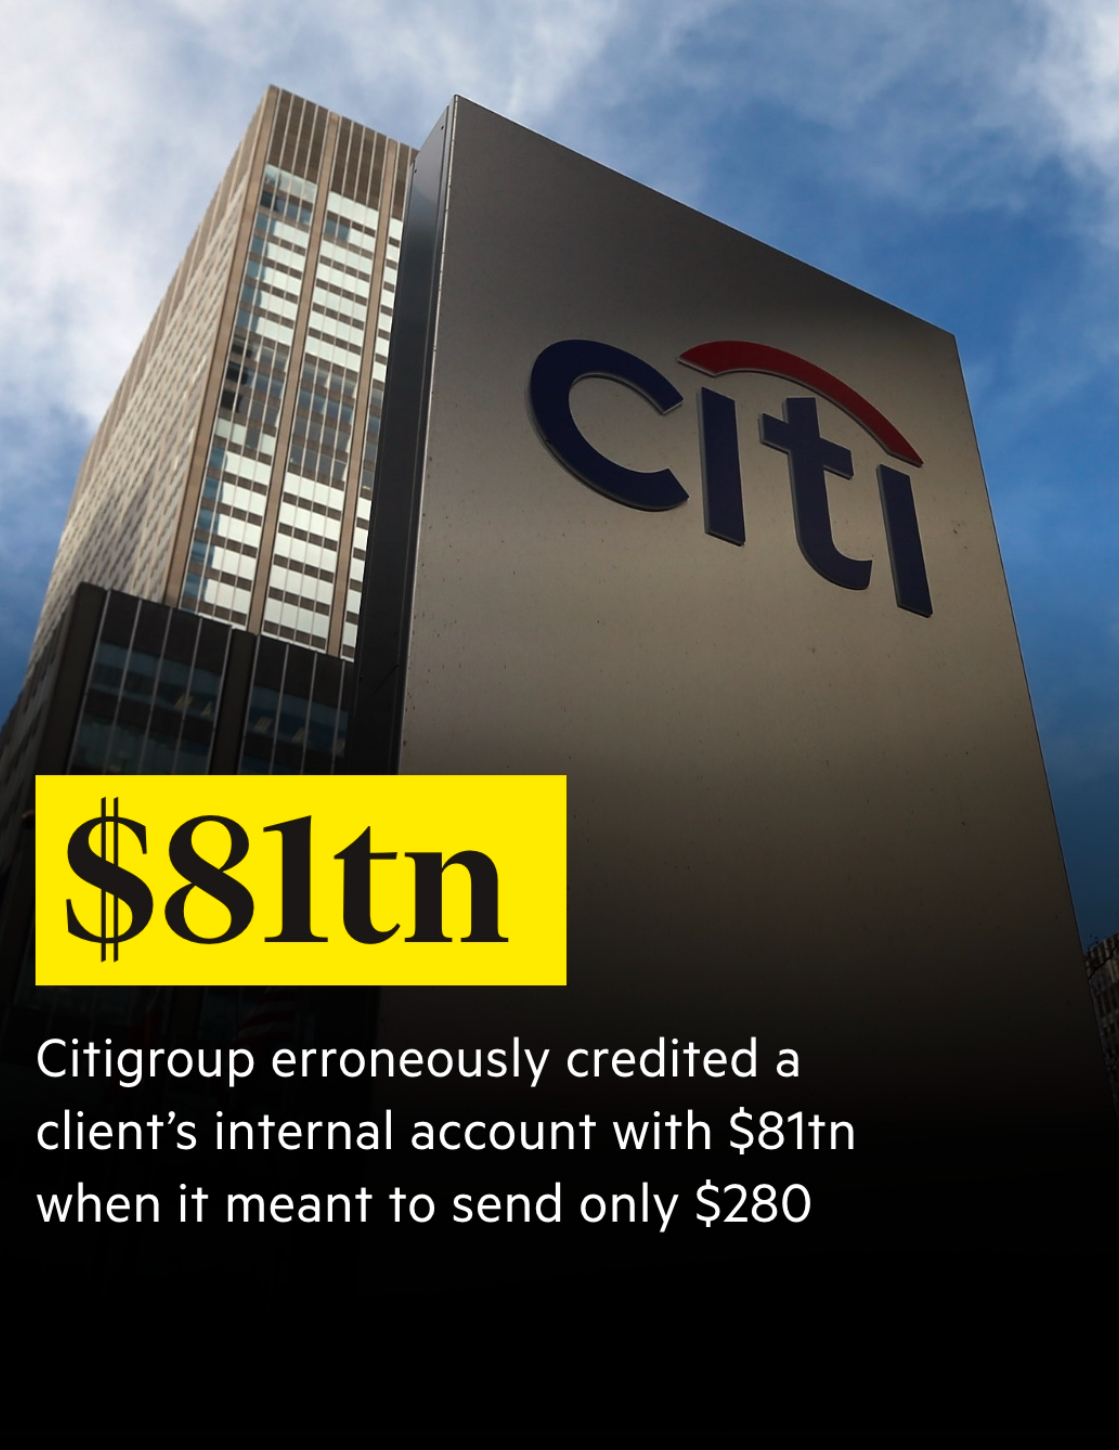 citi
$81tn
Citigroup erroneously credited a
client’s internal account with $81tn
when it meant to send only $280